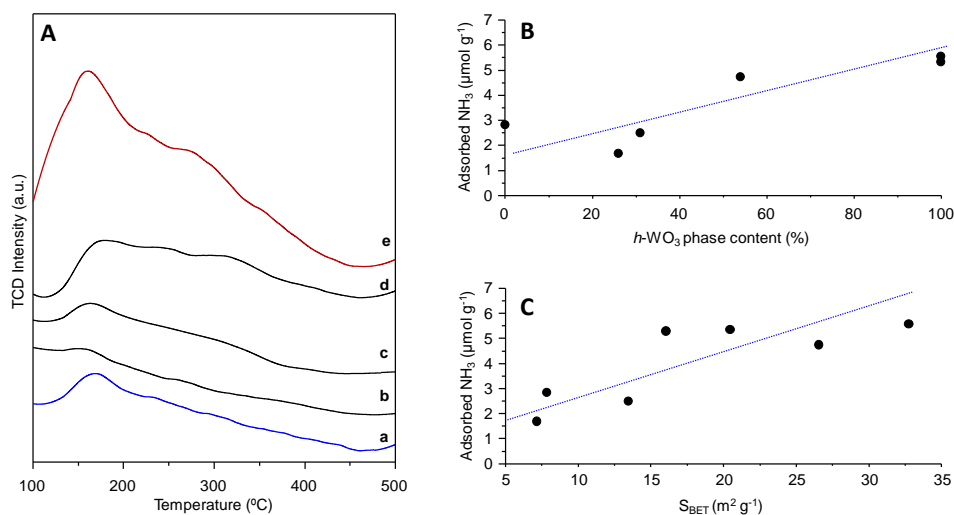 A
TCD Intensity (a.u.)
e
d
c
b
a
100 200 300 400 500
Temperature (ºC)
B
Adsorbed NH₃ (μmol g⁻¹)
7
6
5
4
3
2
1
0
0 20 40 60 80 100
h-WO₃ phase content (%)
C
Adsorbed NH₃ (μmol g⁻¹)
7
6
5
4
3
2
1
0
5 10 15 20 25 30 35
S_BET (m² g⁻¹)